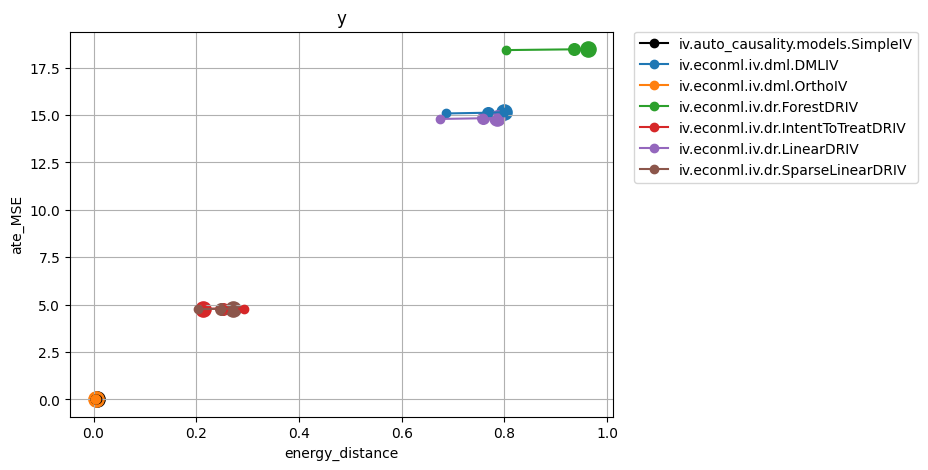 y
iv.auto_causality.models.SimpleIV
iv.econml.iv.dml.DMLIV
iv.econml.iv.dml.OrthoIV
iv.econml.iv.dr.ForestDRIV
iv.econml.iv.dr.IntentToTreatDRIV
iv.econml.iv.dr.LinearDRIV
iv.econml.iv.dr.SparseLinearDRIV
ate_MSE
17.5
15.0
12.5
10.0
7.5
5.0
2.5
0.0
0.0 0.2 0.4 0.6 0.8 1.0
energy_distance